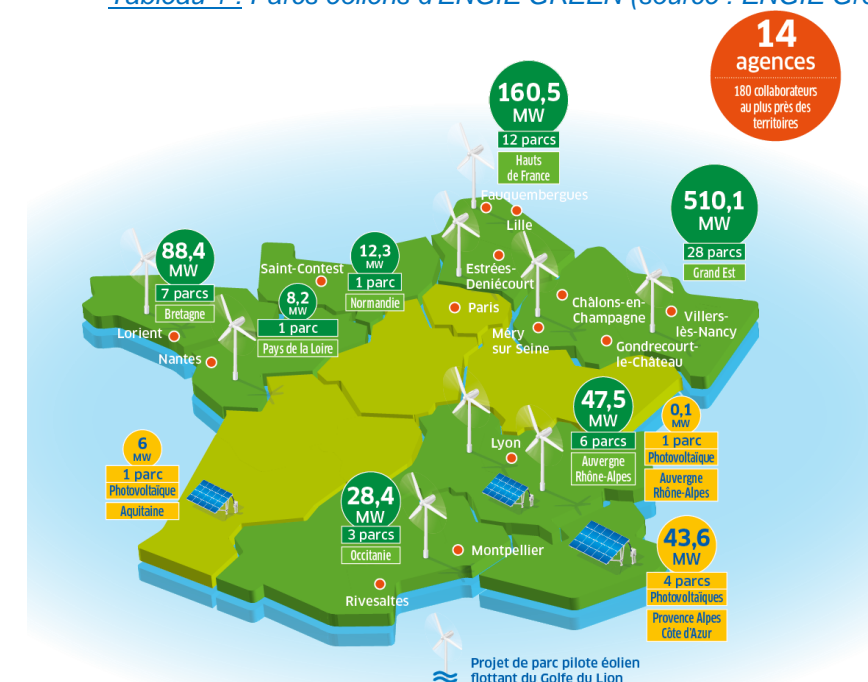 Tableau 7 : Parcs éoliens d'ENGIE GREEN (source : ENGIE Gre
14
agences
180 collaborateurs
au plus près des
territoires
160,5
MW
12 parcs
Hauts
de France
Fauquembergues
Lille
510,1
MW
28 parcs
Grand Est
88,4
MW
7 parcs
Bretagne
Saint-Contest
12,3
MW
1 parc
Normandie
8,2
MW
1 parc
Pays de la Loire
Estrées-
Deniécourt
Paris
Châlons-en-
Champagne
Villers-
lès-Nancy
Lorient
Nantes
Méry
sur Seine
Gondrecourt-
le-Château
47,5
MW
6 parcs
Auvergne
Rhône-Alpes
0,1
MW
1 parc
Photovoltaïque
Auvergne
Rhône-Alpes
6
MW
1 parc
Photovoltaïque
Aquitaine
Lyon
28,4
MW
3 parcs
Occitanie
Montpellier
Rivesaltes
43,6
MW
4 parcs
Photovoltaïques
Provence Alpes
Côte d'Azur
Projet de parc pilote éolien
flottant du Golfe du Lion